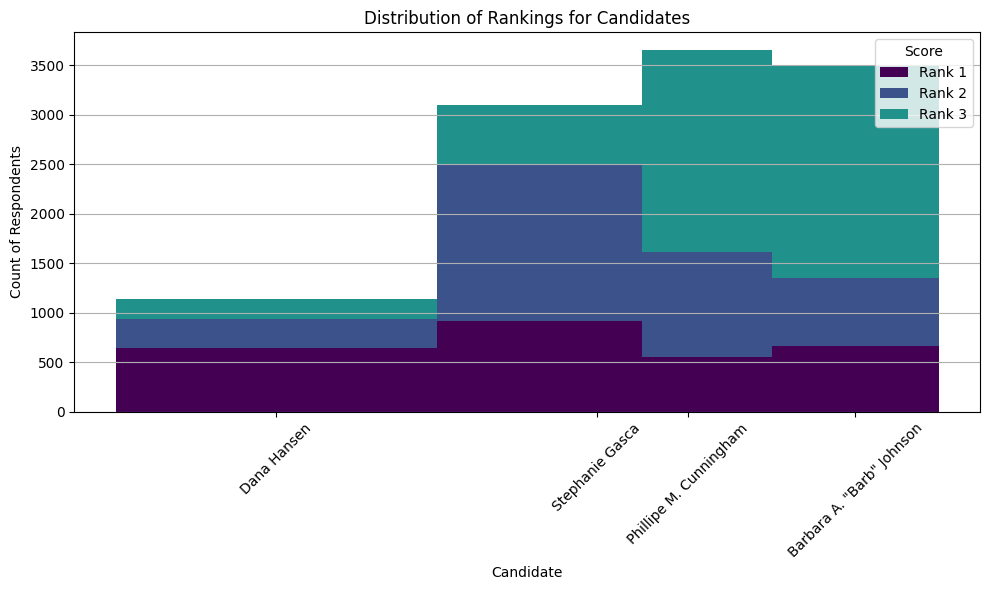 Distribution of Rankings for Candidates
Score
Rank 1
Rank 2
Rank 3
Count of Respondents
3500
3000
2500
2000
1500
1000
500
0
Dana Hansen
Stephanie Gasca
Phillipe M. Cunningham
Barbara A. "Barb" Johnson
Candidate